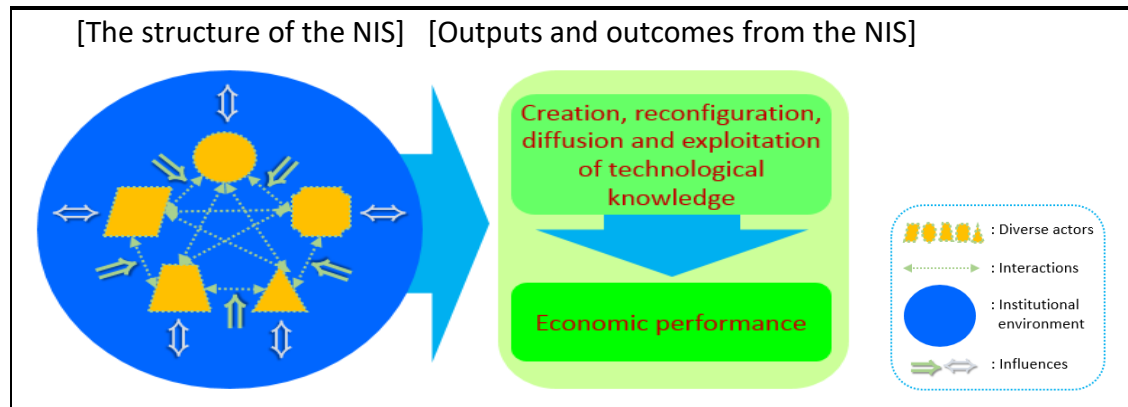 [The structure of the NIS] [Outputs and outcomes from the NIS]
Creation, reconfiguration,
diffusion and exploitation
of technological
knowledge
Economic performance
: Diverse actors
: Interactions
: Institutional
environment
: Influences